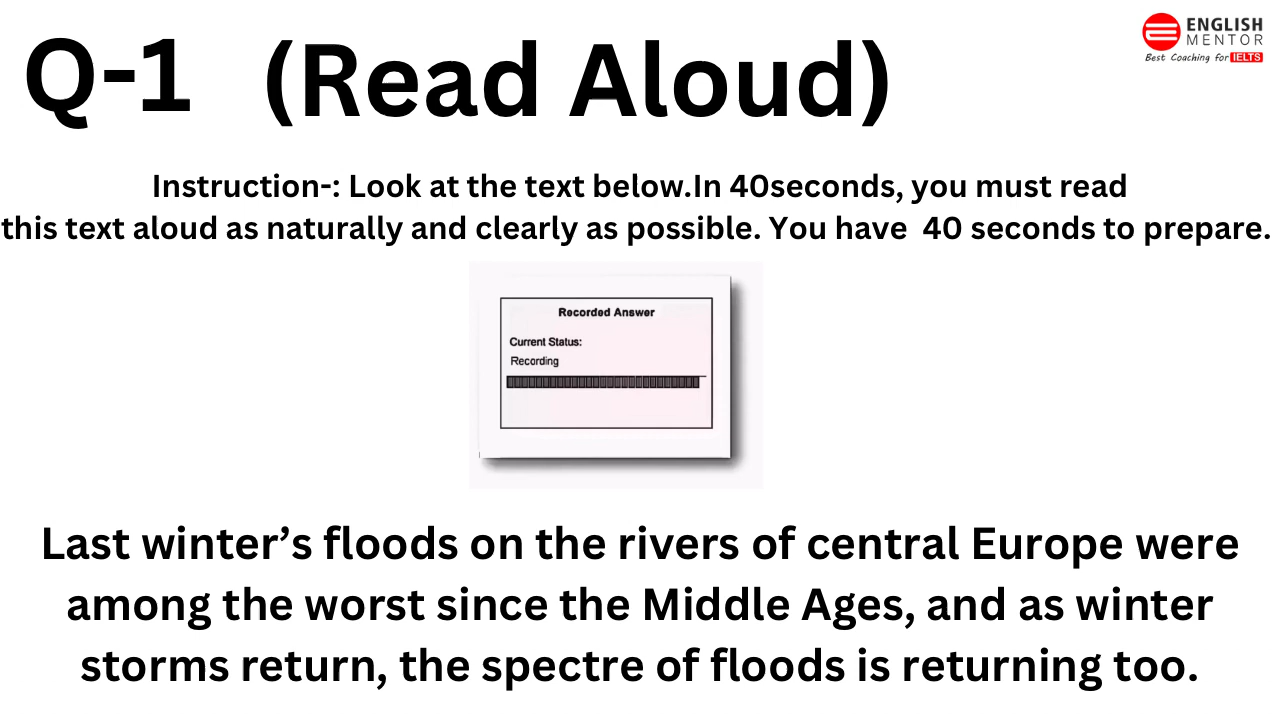 Q-1 (Read Aloud)
ENGLISH
MENTOR
Best Coaching for IELTS
Instruction-: Look at the text below.In 40seconds, you must read
this text aloud as naturally and clearly as possible. You have  40 seconds to prepare.
Recorded Answer
Current Status:
Recording
Last winter’s floods on the rivers of central Europe were
among the worst since the Middle Ages, and as winter
storms return, the spectre of floods is returning too.